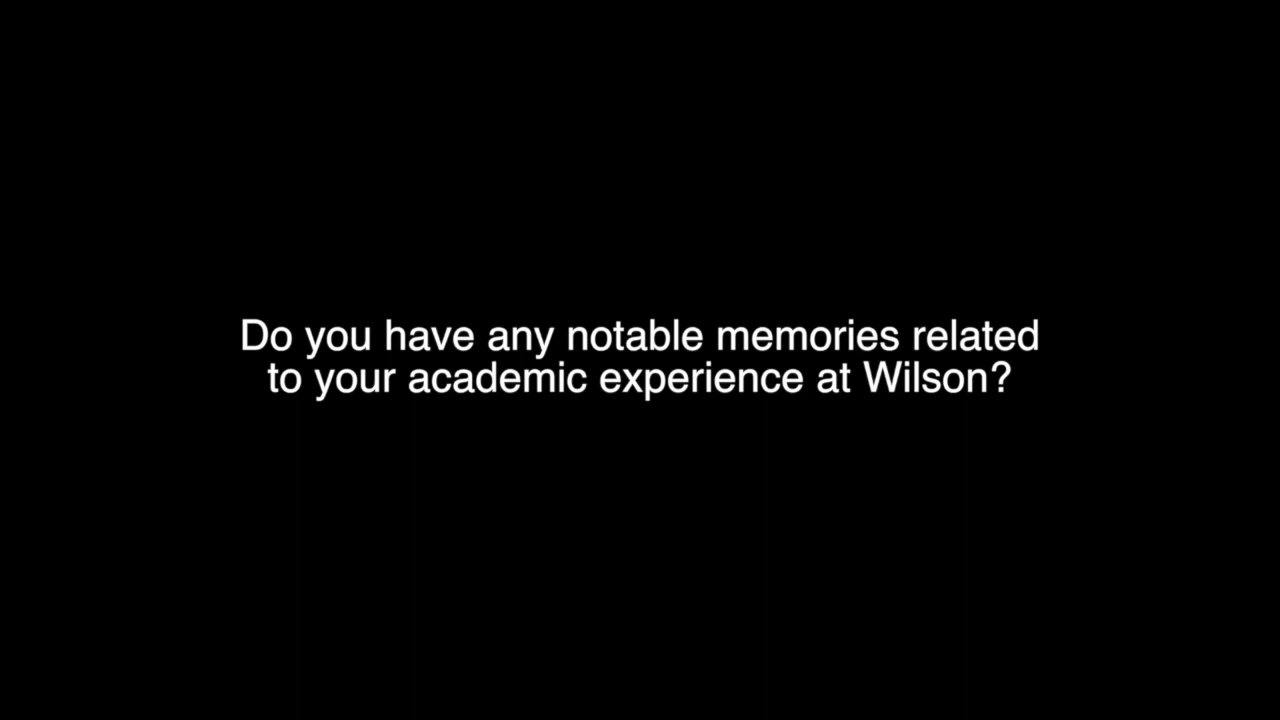 Do you have any notable memories related
to your academic experience at Wilson?